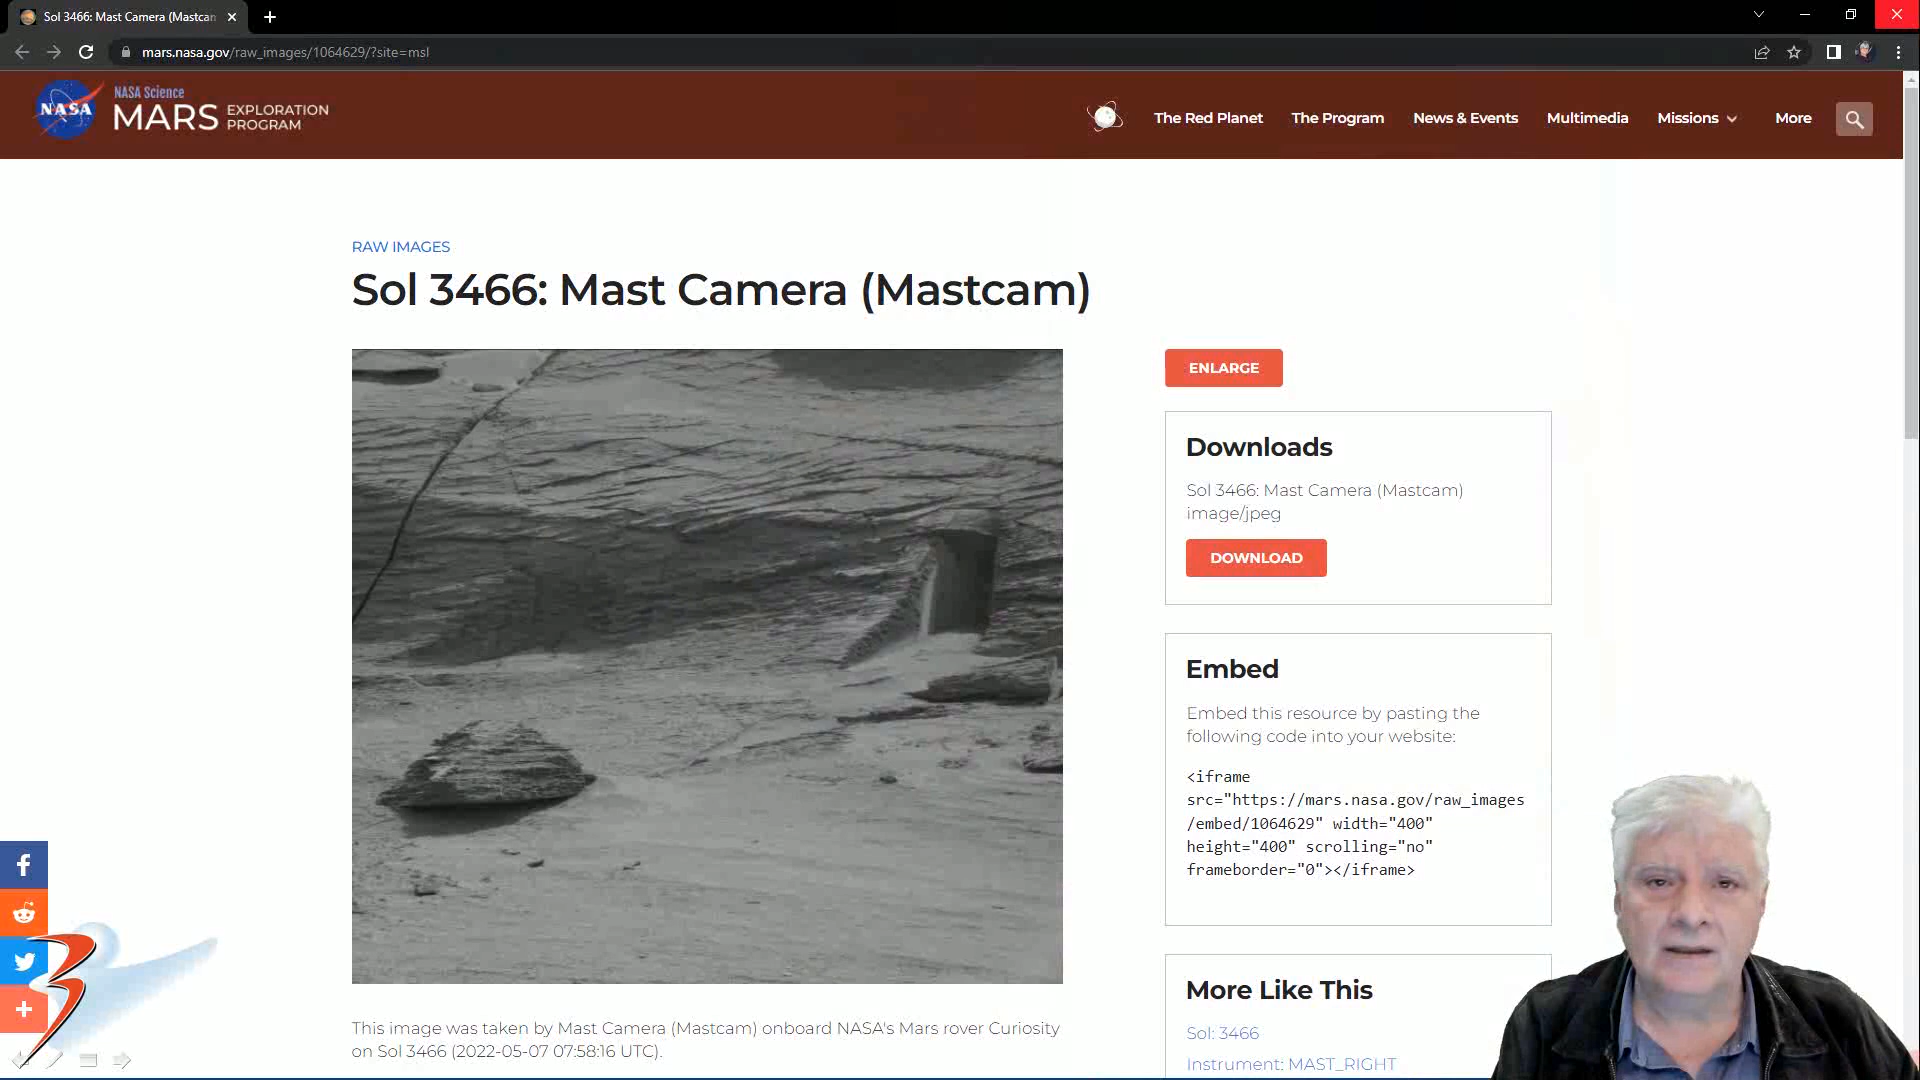 Sol 3466: Mast Camera (Mastcam
mars.nasa.gov/raw_images/1064629/?site=msl
NASA
NASA Science
MARS EXPLORATION PROGRAM
The Red Planet
The Program
News & Events
Multimedia
Missions
More
RAW IMAGES
Sol 3466: Mast Camera (Mastcam)
ENLARGE
Downloads
Sol 3466: Mast Camera (Mastcam)
image/jpeg
DOWNLOAD
Embed
Embed this resource by pasting the
following code into your website:
<iframe
src="https://mars.nasa.gov/raw_images
/embed/1064629" width="400"
height="400" scrolling="no"
frameborder="0"></iframe>
More Like This
Sol: 3466
Instrument: MAST_RIGHT
This image was taken by Mast Camera (Mastcam) onboard NASA's Mars rover Curiosity
on Sol 3466 (2022-05-07 07:58:16 UTC).